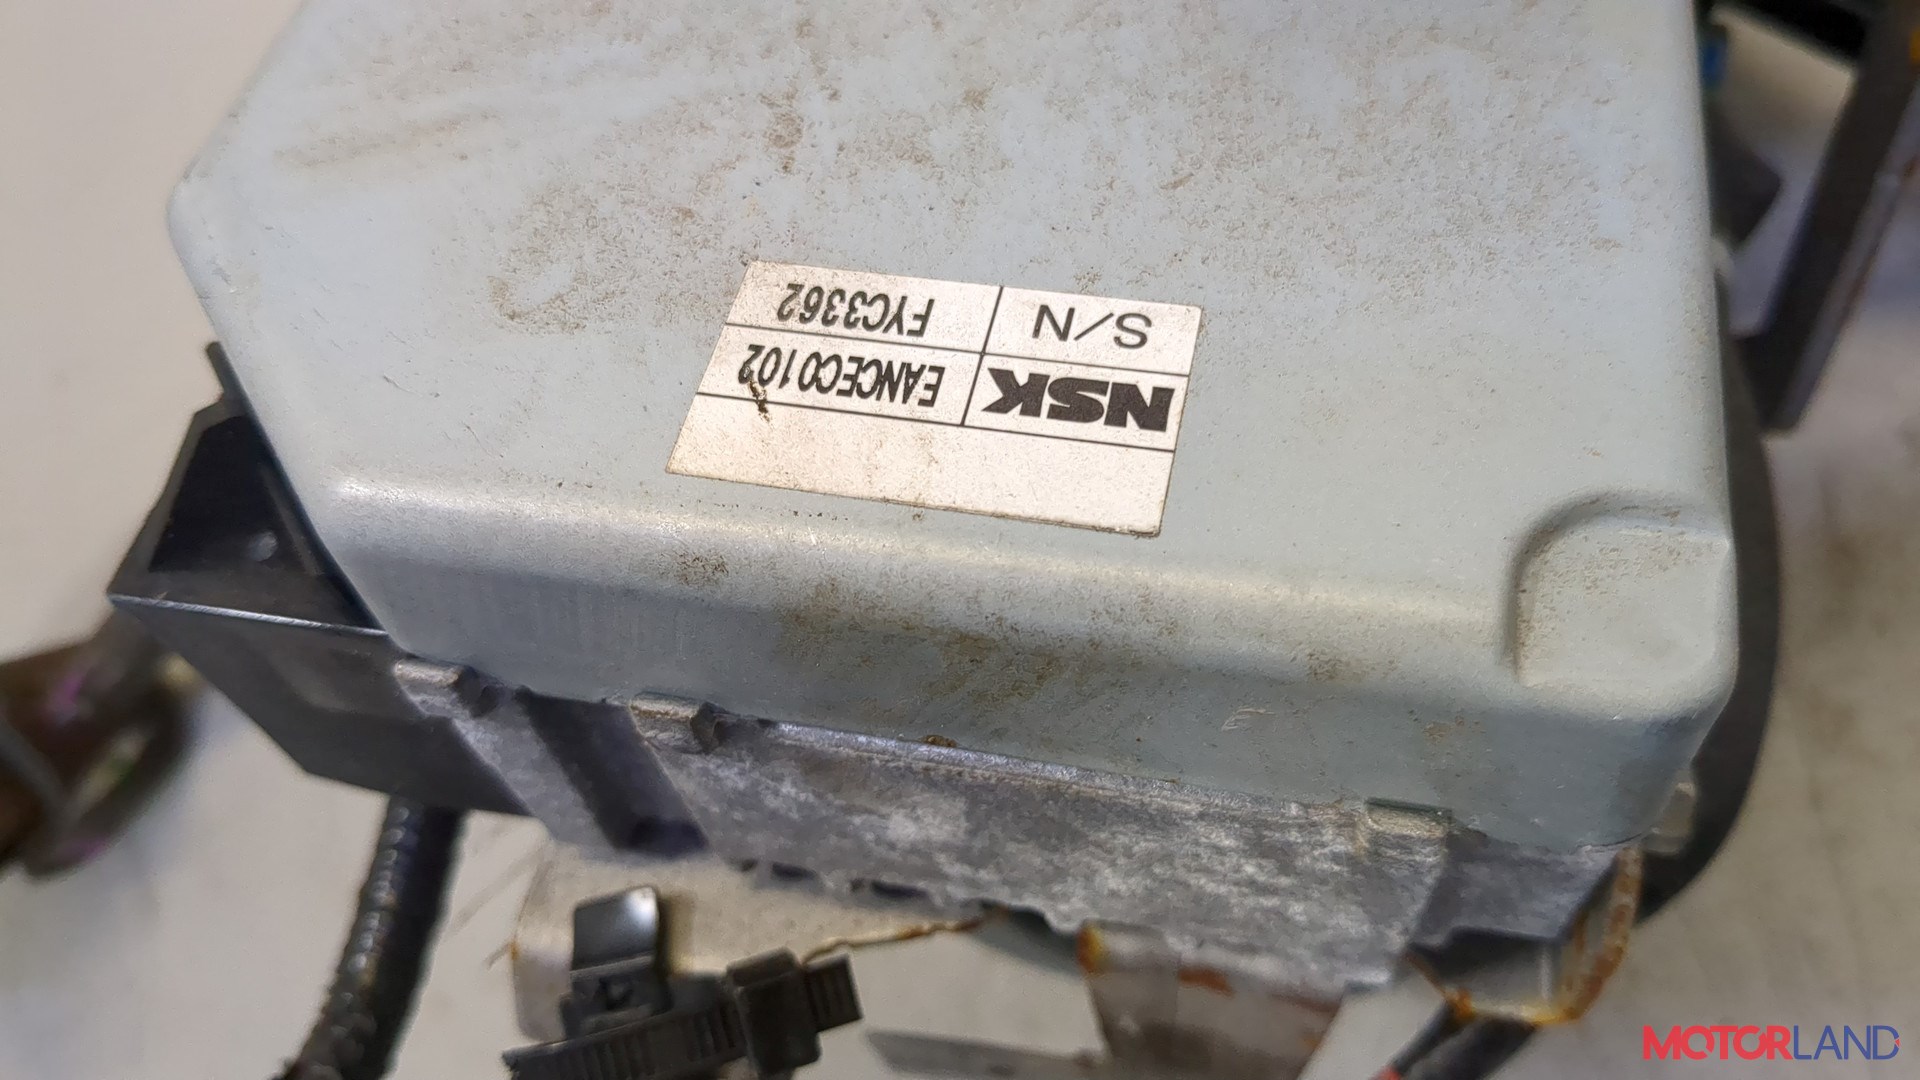 NSK EANCEC0102
S/N FYC3362
MOTORLAND